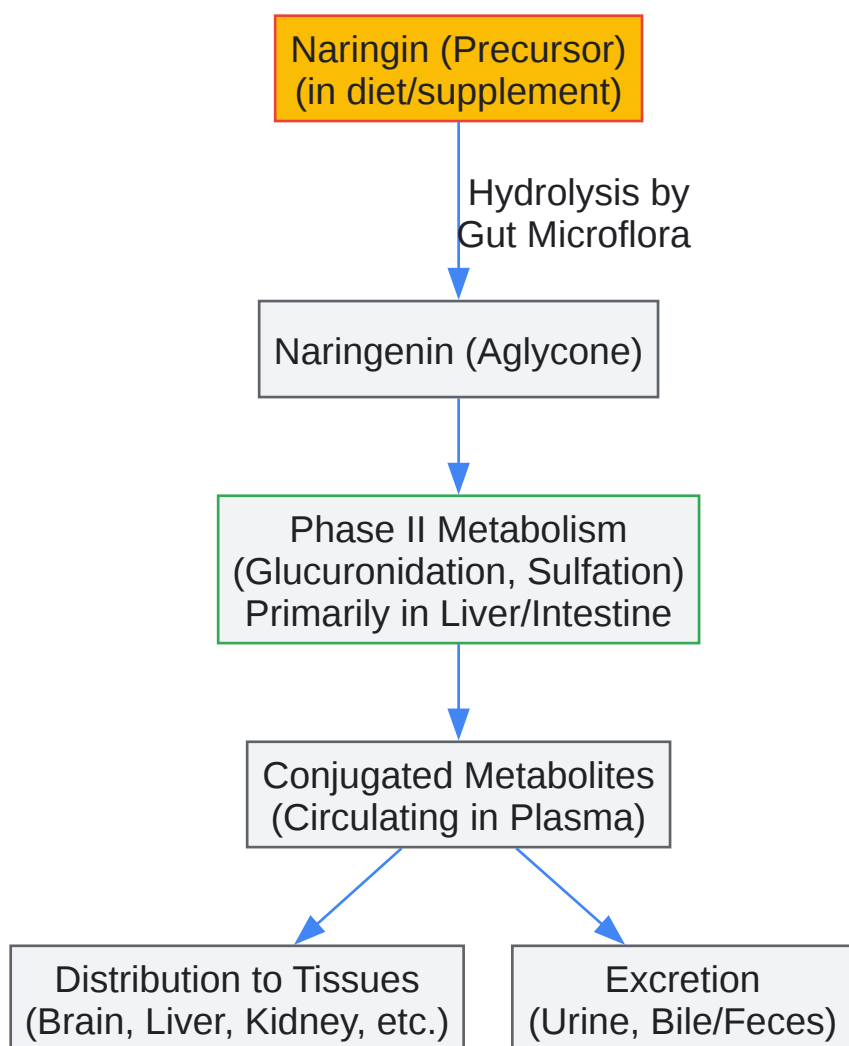 Naringin (Precursor)
(in diet/supplement)
Hydrolysis by
Gut Microflora
Naringenin (Aglycone)
Phase II Metabolism
(Glucuronidation, Sulfation)
Primarily in Liver/Intestine
Conjugated Metabolites
(Circulating in Plasma)
Distribution to Tissues
(Brain, Liver, Kidney, etc.)
Excretion
(Urine, Bile/Feces)